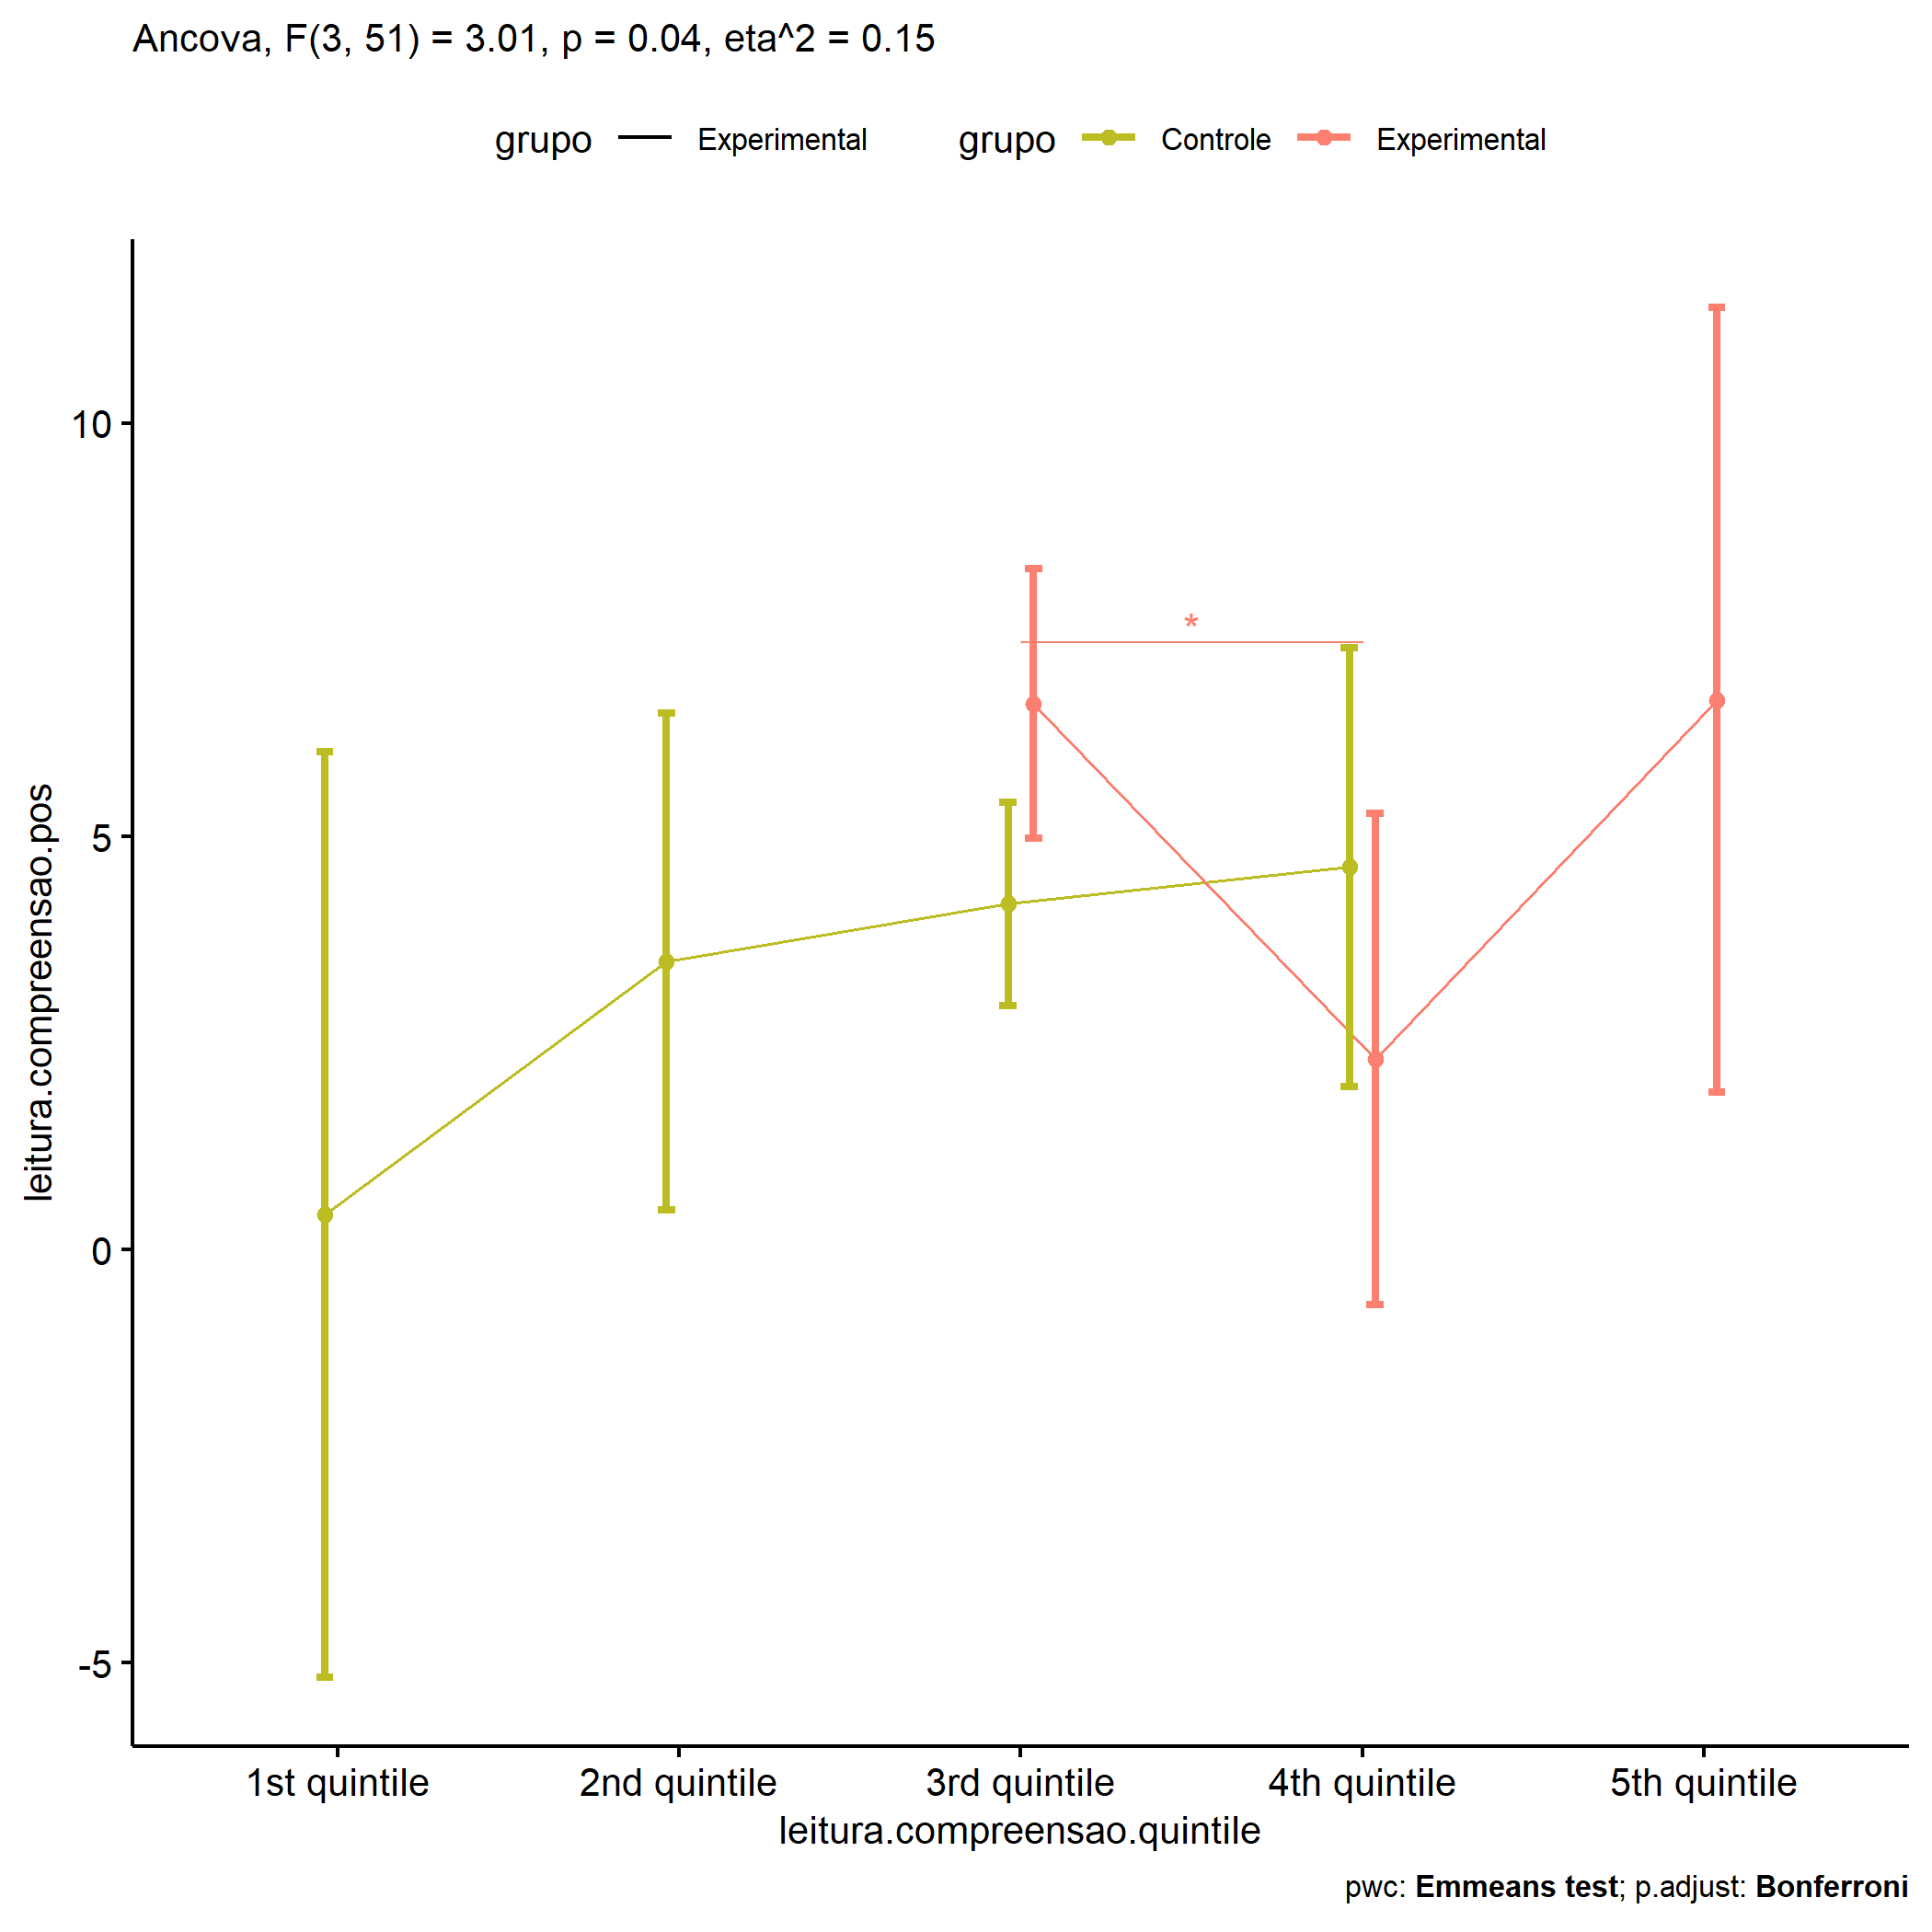 Ancova, F(3, 51) = 3.01, p = 0.04, eta^2 = 0.15
grupo Experimental grupo Controle Experimental
10
*
5
0
-5
leitura.compreensao.pos
1st quintile 2nd quintile 3rd quintile 4th quintile 5th quintile
leitura.compreensao.quintile
pwc: Emmeans test; p.adjust: Bonferroni